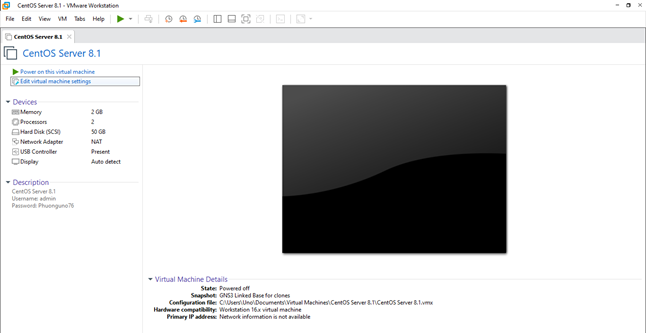 CentOS Server 8.1 - VMware Workstation
File Edit View VM Tabs Help
CentOS Server 8.1
CentOS Server 8.1
Power on this virtual machine
Edit virtual machine settings
Devices
Memory 2 GB
Processors 2
Hard Disk (SCSI) 50 GB
Network Adapter NAT
USB Controller Present
Display Auto detect
Description
CentOS Server 8.1
Username: admin
Password: Phuonguno76
Virtual Machine Details
State: Powered off
Snapshot: GNS3 Linked Base for clones
Configuration file: C:\Users\Uno\Documents\Virtual Machines\CentOS Server 8.1\CentOS Server 8.1.vmx
Hardware compatibility: Workstation 16.x virtual machine
Primary IP address: Network information is not available